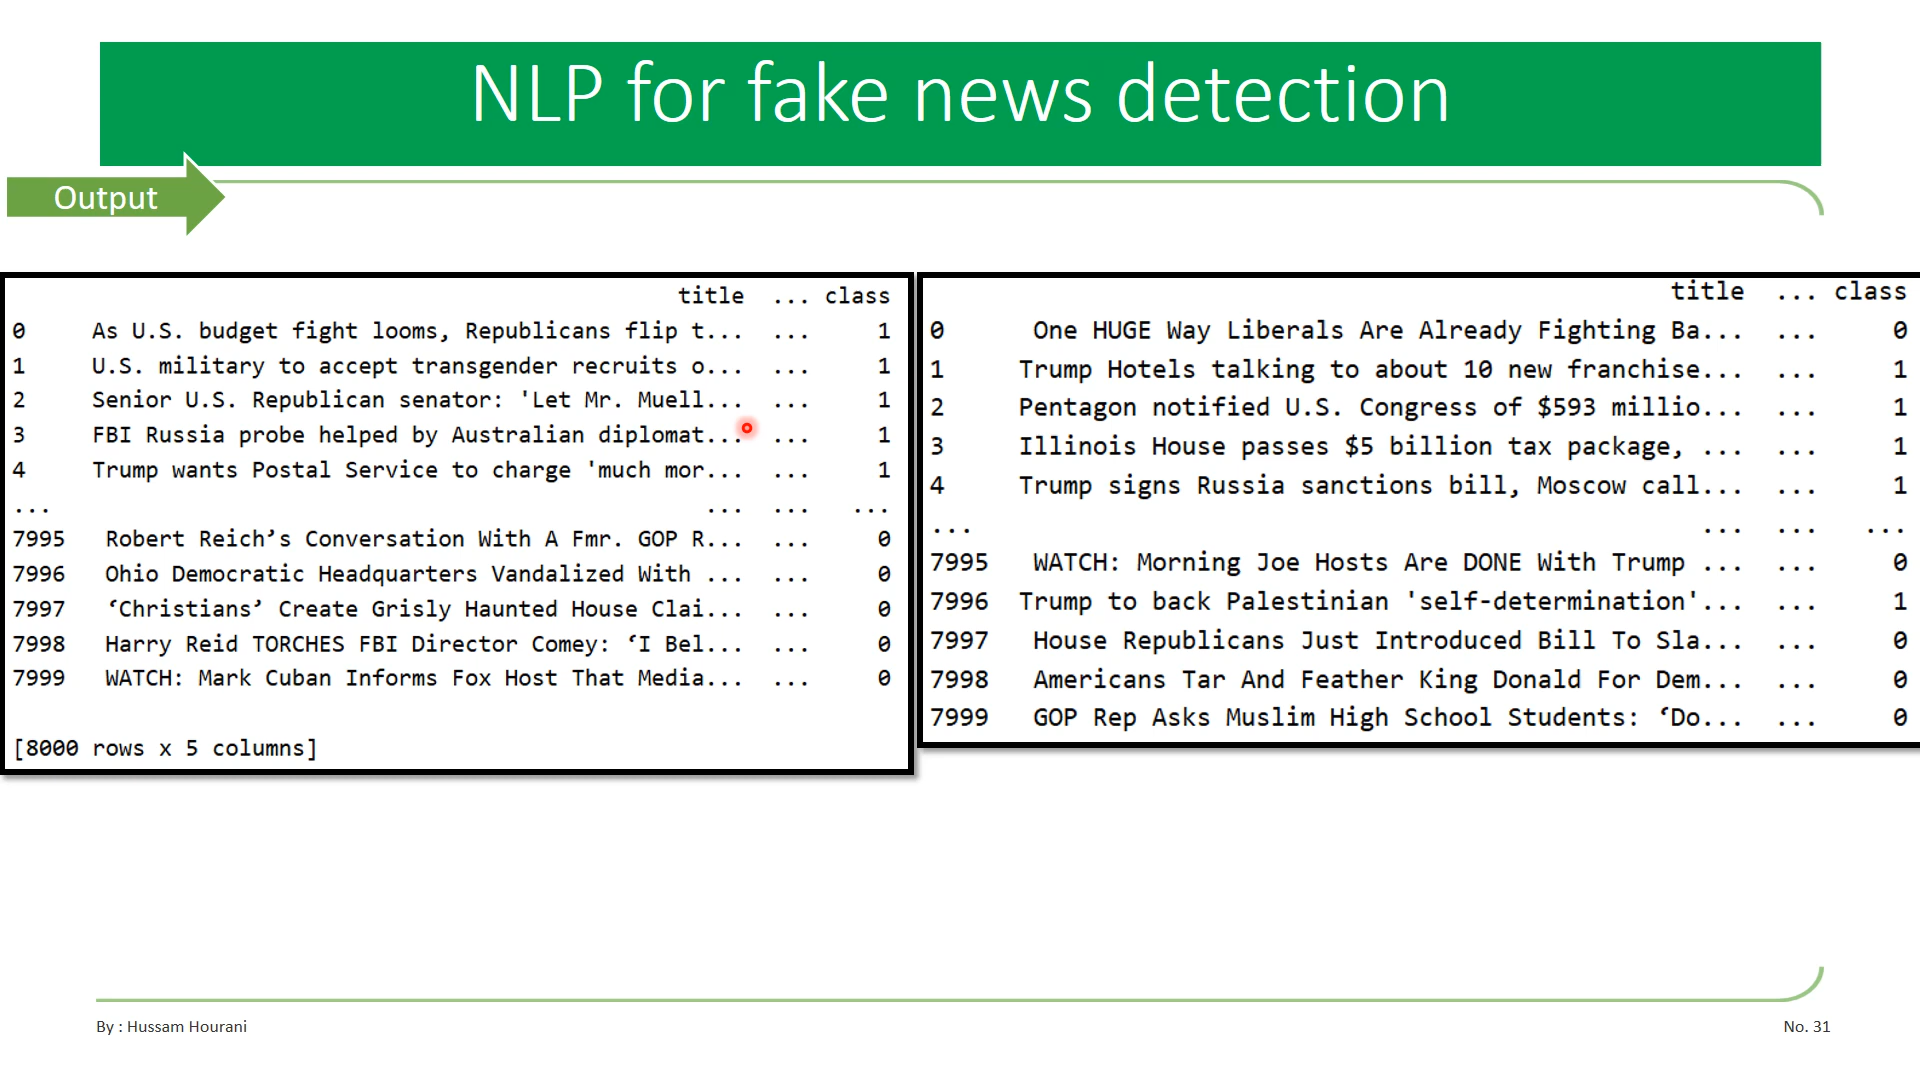 NLP for fake news detection
Output
title ... class
0 As U.S. budget fight looms, Republicans flip t... ... 1
1 U.S. military to accept transgender recruits o... ... 1
2 Senior U.S. Republican senator: 'Let Mr. Muell... ... 1
3 FBI Russia probe helped by Australian diplomat... ... 1
4 Trump wants Postal Service to charge 'much mor... ... 1
... ... ... ...
7995 Robert Reich’s Conversation With A Fmr. GOP R... ... 0
7996 Ohio Democratic Headquarters Vandalized With ... ... 0
7997 ‘Christians’ Create Grisly Haunted House Clai... ... 0
7998 Harry Reid TORCHES FBI Director Comey: ‘I Bel... ... 0
7999 WATCH: Mark Cuban Informs Fox Host That Media... ... 0
[8000 rows x 5 columns]
title ... class
0 One HUGE Way Liberals Are Already Fighting Ba... ... 0
1 Trump Hotels talking to about 10 new franchise... ... 1
2 Pentagon notified U.S. Congress of $593 millio... ... 1
3 Illinois House passes $5 billion tax package, ... ... 1
4 Trump signs Russia sanctions bill, Moscow call... ... 1
... ... ... ...
7995 WATCH: Morning Joe Hosts Are DONE With Trump ... ... 0
7996 Trump to back Palestinian 'self-determination'... ... 1
7997 House Republicans Just Introduced Bill To Sla... ... 0
7998 Americans Tar And Feather King Donald For Dem... ... 0
7999 GOP Rep Asks Muslim High School Students: ‘Do... ... 0
By : Hussam Hourani
No. 31